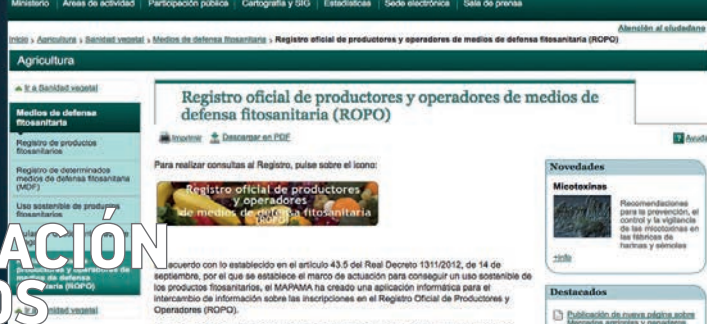 Ministerio Áreas de actividad Participación pública Cartografía y SIG Estadísticas Sede electrónica Sala de prensa
Atención al ciudadano
Inicio > Agricultura > Sanidad vegetal > Medios de defensa fitosanitaria > Registro oficial de productores y operadores de medios de defensa fitosanitaria (ROPO)
Agricultura
Ir a Sanidad vegetal
Medios de defensa
fitosanitaria
Registro de productos
fitosanitarios
Registro de determinados
medios de defensa fitosanitaria
(MDF)
Uso sostenible de productos
fitosanitarios
productores y operadores de
medios de defensa
(ROPO)
Ir a Sanidad vegetal
ACIÓN
OS
Registro oficial de productores y operadores de medios de
defensa fitosanitaria (ROPO)
Imprimir Descargar en PDF
Ayuda
Para realizar consultas al Registro, pulse sobre el icono:
Registro oficial de productores
y operadores
de medios de defensa fitosanitaria
(ROPO)
acuerdo con lo establecido en el artículo 43.5 del Real Decreto 1311/2012, de 14 de
septiembre, por el que se establece el marco de actuación para conseguir un uso sostenible de
los productos fitosanitarios, el MAPAMA ha creado una aplicación informática para el
intercambio de información sobre las inscripciones en el Registro Oficial de Productores y
Operadores (ROPO).
Novedades
Micotoxinas
Recomendaciones
para la prevención, el
control y la vigilancia
de las micotoxinas en
las fábricas de
harinas y sémolas
+info
Destacados
Publicación de nueva página sobre